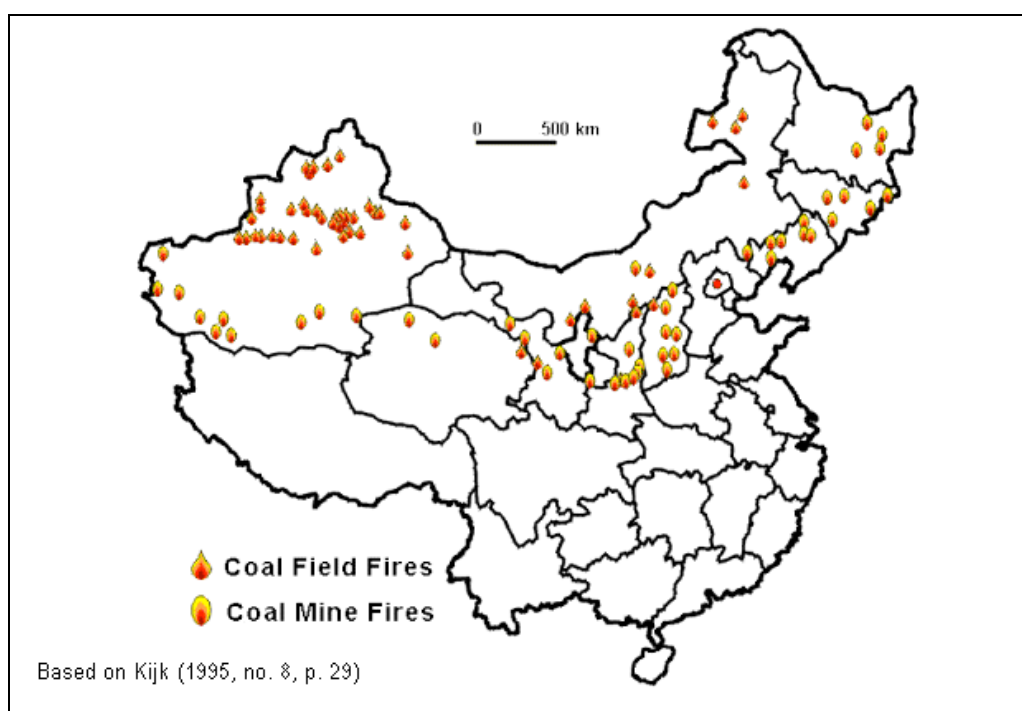 0 500 km
Coal Field Fires
Coal Mine Fires
Based on Kijk (1995, no. 8, p. 29)